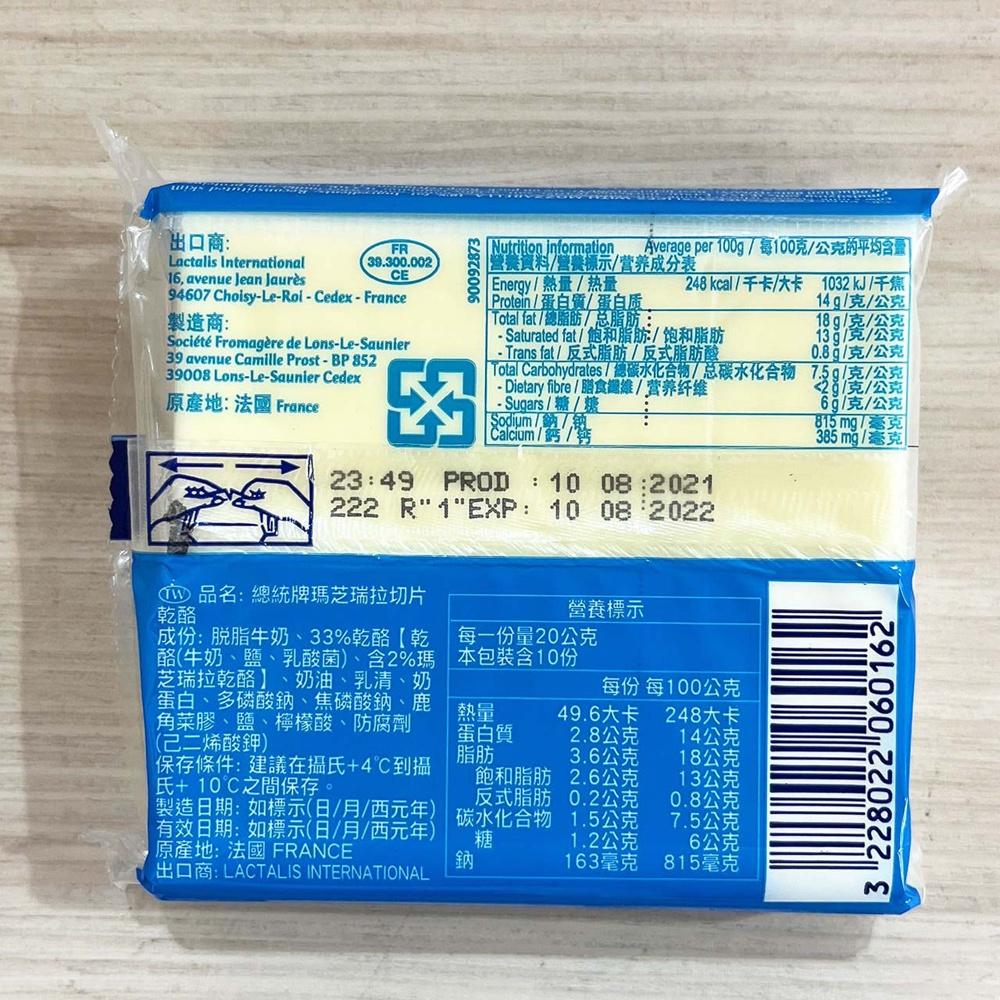 出口商:
Lactalis International
16, avenue Jean Jaurès
94607 Choisy-Le-Roi - Cedex - France
FR
39.300.002
CE
90092873
製造商:
Société Fromagère de Lons-Le-Saunier
39 avenue Camille Prost - BP 852
39008 Lons-Le-Saunier Cedex
原產地: 法國 France
Nutrition information Average per 100g / 每100克/公克的平均含量
營養資料/營養標示/营养成分表
Energy / 熱量 / 热量 248 kcal / 千卡/大卡 1032 kJ / 千焦
Protein / 蛋白質 / 蛋白质 14 g / 克/公克
Total fat / 總脂肪 / 总脂肪 18 g / 克/公克
- Saturated fat / 飽和脂肪 / 饱和脂肪 13 g / 克/公克
- Trans fat / 反式脂肪 / 反式脂肪酸 0.8 g / 克/公克
Total Carbohydrates / 總碳水化合物 / 总碳水化合物 7.5 g / 克/公克
- Dietary fibre / 膳食纖維 / 营养纤维 <2 g / 克/公克
- Sugars / 糖 / 糖 6 g / 克/公克
Sodium / 鈉 / 钠 815 mg / 毫克
Calcium / 鈣 / 钙 385 mg / 毫克
23:49 PROD : 10 08 2021
222 R"1"EXP: 10 08 2022
TW 品名: 總統牌瑪芝瑞拉切片
乾酪
成份: 脫脂牛奶、33%乾酪【乾
酪(牛奶、鹽、乳酸菌)、含2%瑪
芝瑞拉乾酪】、奶油、乳清、奶
蛋白、多磷酸鈉、焦磷酸鈉、鹿
角菜膠、鹽、檸檬酸、防腐劑
(己二烯酸鉀)
保存條件: 建議在攝氏+4℃到攝
氏+ 10℃之間保存。
製造日期: 如標示(日/月/西元年)
有效日期: 如標示(日/月/西元年)
原產地: 法國 FRANCE
出口商: LACTALIS INTERNATIONAL
營養標示
每一份量20公克
本包裝含10份
每份 每100公克
熱量 49.6大卡 248大卡
蛋白質 2.8公克 14公克
脂肪 3.6公克 18公克
飽和脂肪 2.6公克 13公克
反式脂肪 0.2公克 0.8公克
碳水化合物 1.5公克 7.5公克
糖 1.2公克 6公克
鈉 163毫克 815毫克
3 228022 060162